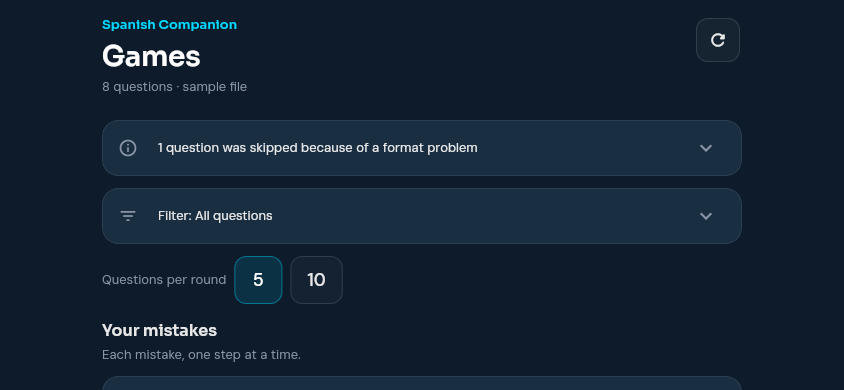 Spanish Companion
Games
8 questions · sample file
1 question was skipped because of a format problem
Filter: All questions
Questions per round 5 10
Your mistakes
Each mistake, one step at a time.